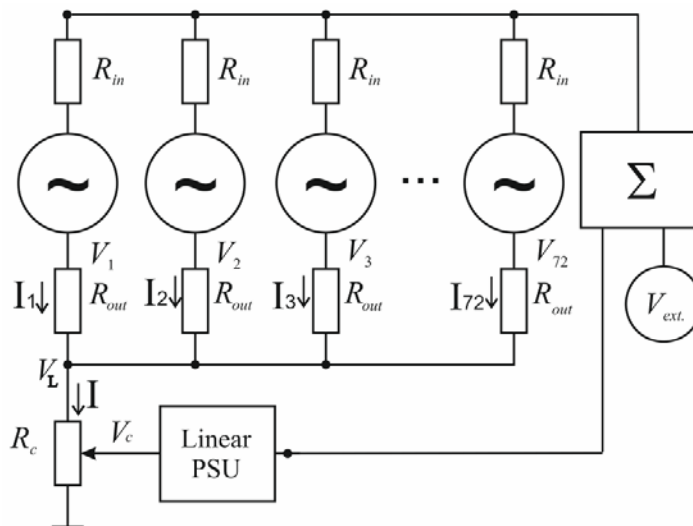 R_in R_in R_in R_in
~ ~ ~ ... ~ Σ
V_1 V_2 V_3 V_72
I1 R_out I2 R_out I3 R_out I72 R_out V_ext.
V_L
I
R_c V_c Linear
PSU